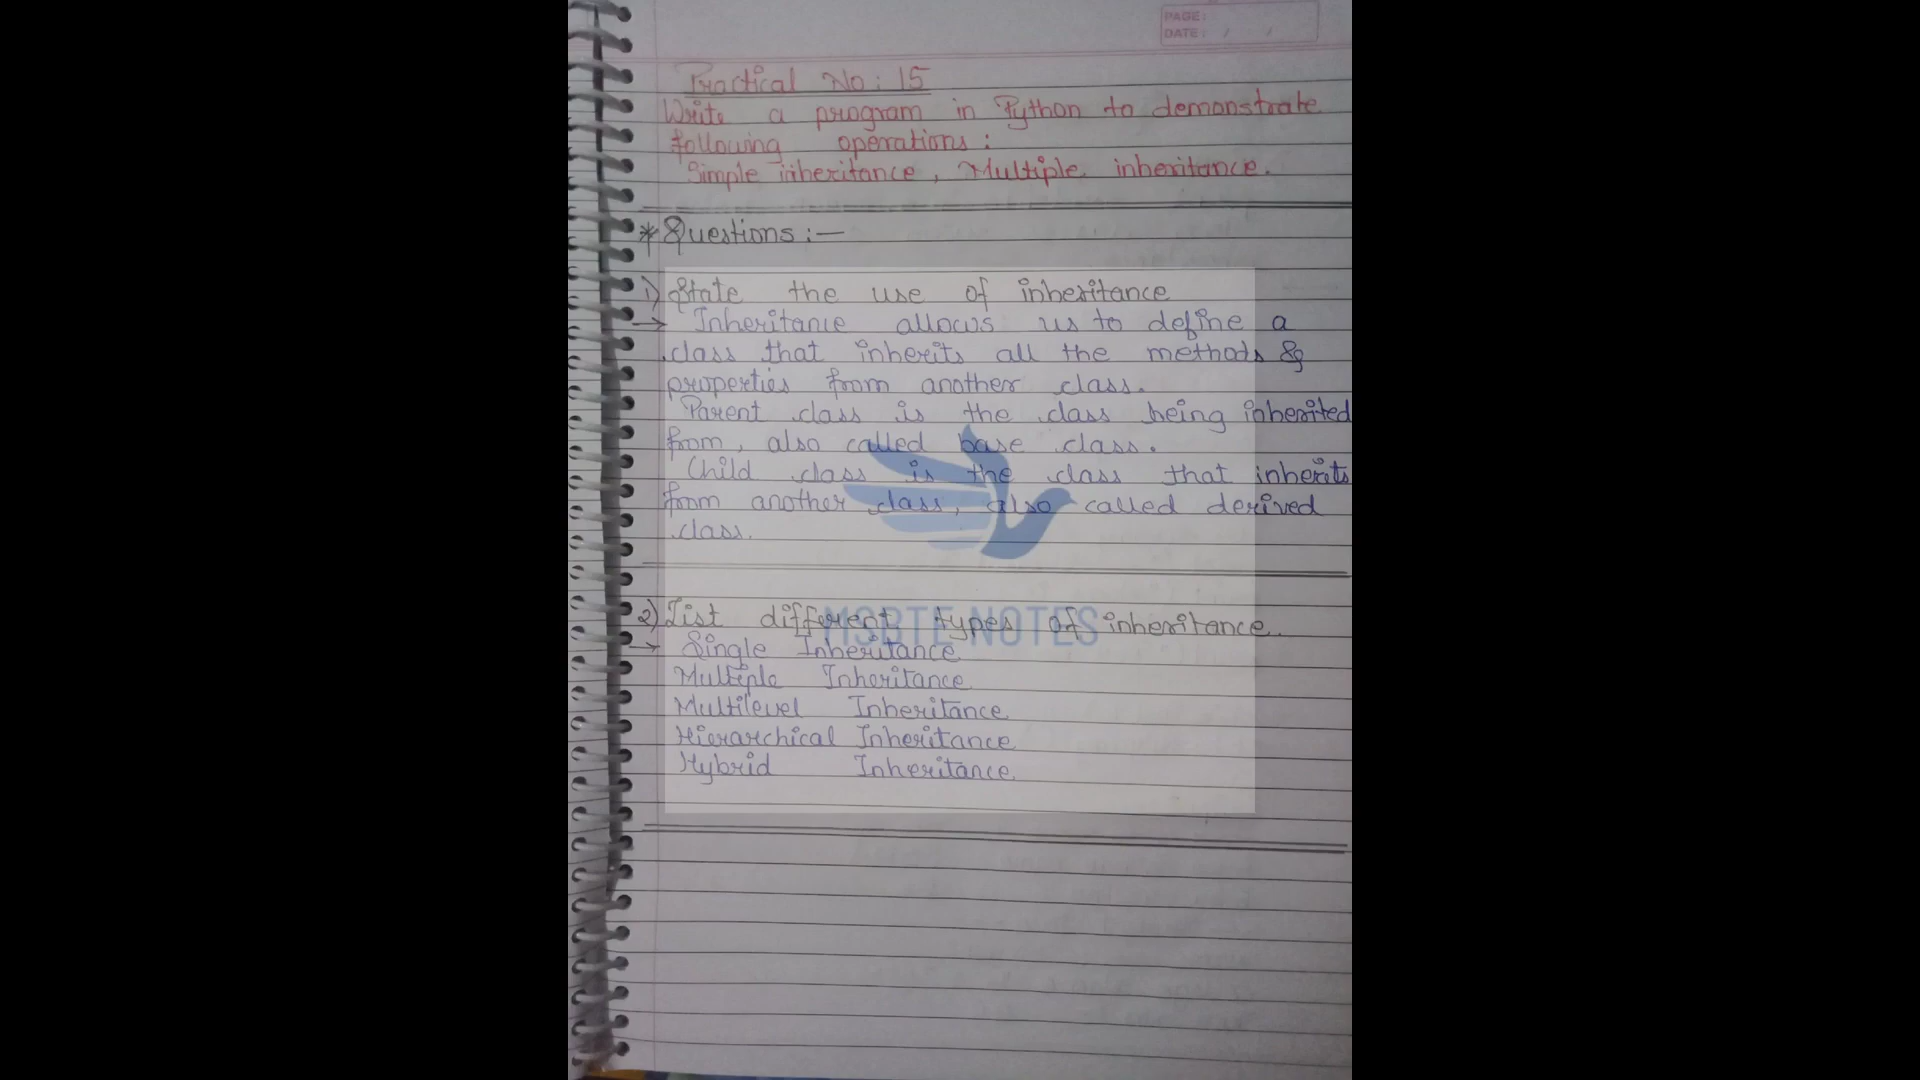 PAGE:
DATE: / /
Practical No: 15
Write a program in Python to demonstrate
following operations:
Simple inheritance, Multiple inheritance.
* Questions :—
1) State the use of inheritance
→ Inheritance allows us to define a
class that inherits all the methods &
properties from another class.
Parent class is the class being inherited
from, also called base class.
Child class is the class that inherits
from another class, also called derived
class.
2) List different types of inheritance.
→ Single Inheritance
Multiple Inheritance
Multilevel Inheritance
Hierarchical Inheritance
Hybrid Inheritance.
MSBTE NOTES